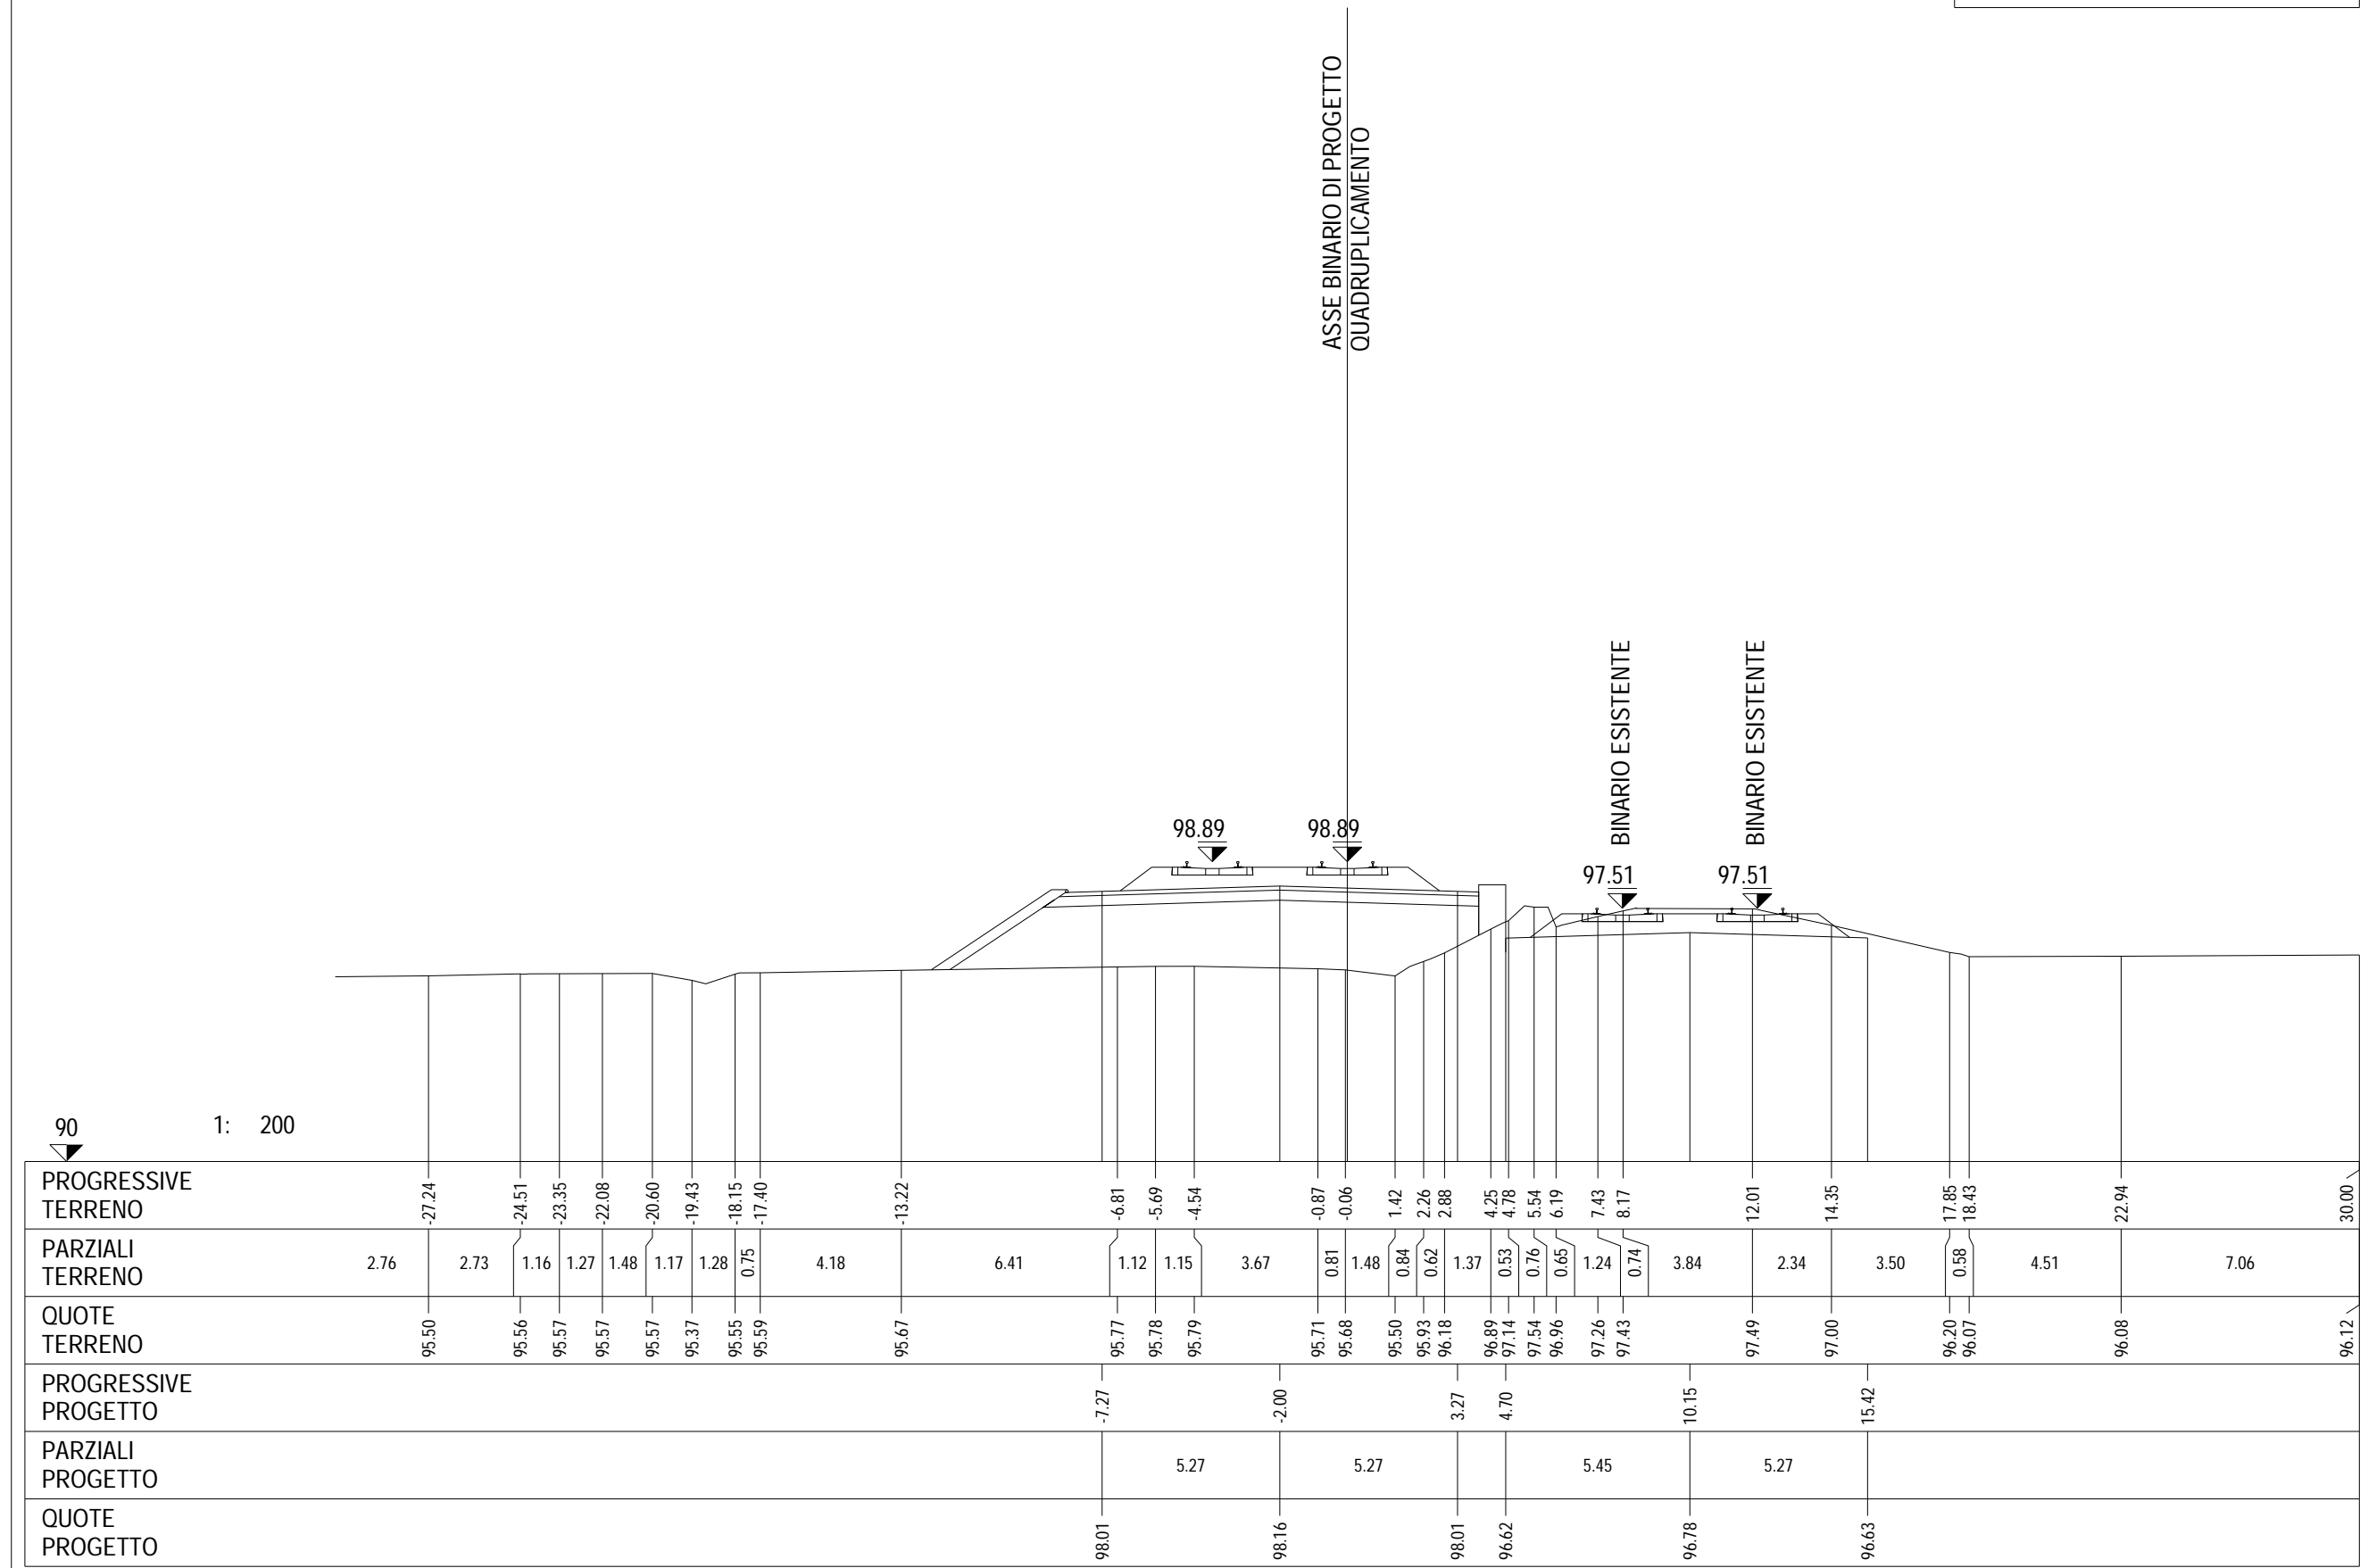 ASSE BINARIO DI PROGETTO
QUADRUPLICAMENTO
BINARIO ESISTENTE
BINARIO ESISTENTE
98.89
98.89
97.51
97.51
90
1: 200
PROGRESSIVE
TERRENO
-27.24 -24.51 -23.35 -22.08 -20.60 -19.43 -18.15 -17.40 -13.22 -6.81 -5.69 -4.54 -0.87 -0.06 1.42 2.26 2.88 4.25 4.78 5.54 6.19 7.43 8.17 12.01 14.35 17.85 18.43 22.94 30.00
PARZIALI
TERRENO
2.76 2.73 1.16 1.27 1.48 1.17 1.28 0.75 4.18 6.41 1.12 1.15 3.67 0.81 1.48 0.84 0.62 1.37 0.53 0.76 0.65 1.24 0.74 3.84 2.34 3.50 0.58 4.51 7.06
QUOTE
TERRENO
95.50 95.56 95.57 95.57 95.57 95.37 95.55 95.59 95.67 95.77 95.78 95.79 95.71 95.68 95.50 95.93 96.18 96.89 97.14 97.54 96.96 97.26 97.43 97.49 97.00 96.20 96.07 96.08 96.12
PROGRESSIVE
PROGETTO
-7.27 -2.00 3.27 4.70 10.15 15.42
PARZIALI
PROGETTO
5.27 5.27 5.45 5.27
QUOTE
PROGETTO
98.01 98.16 98.01 96.62 96.78 96.63